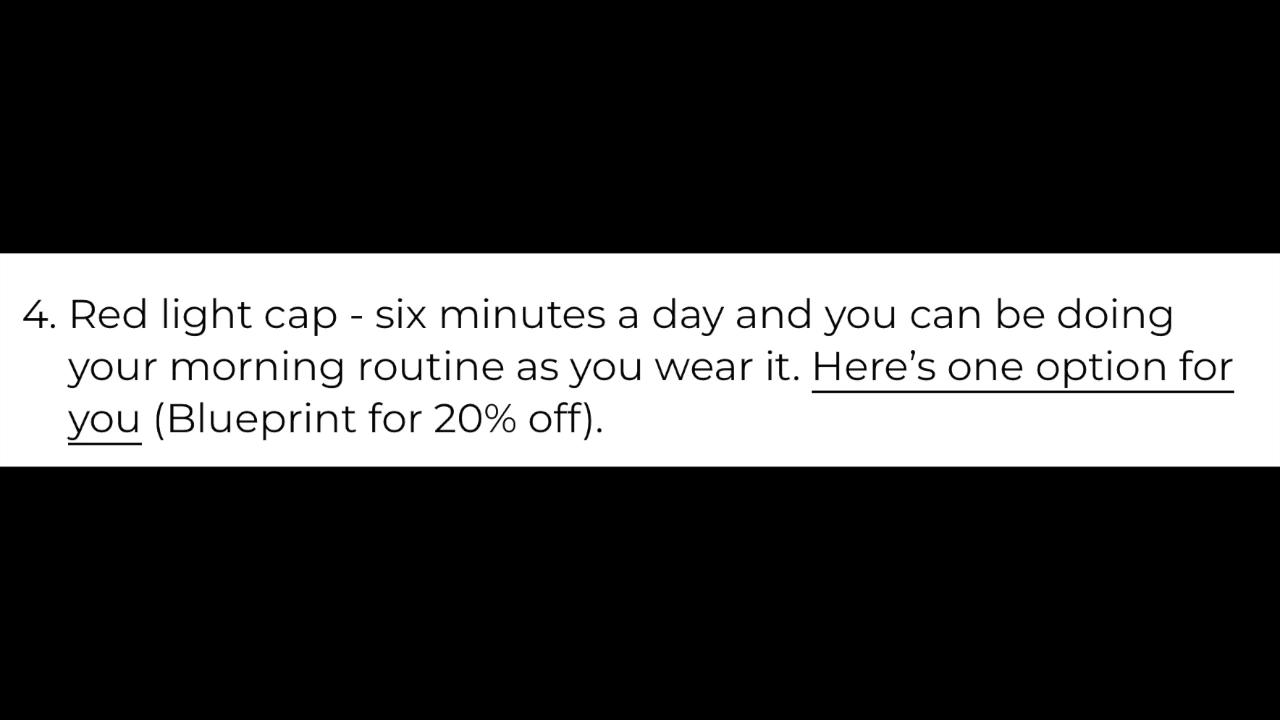 4. Red light cap - six minutes a day and you can be doing
your morning routine as you wear it. Here’s one option for
you (Blueprint for 20% off).